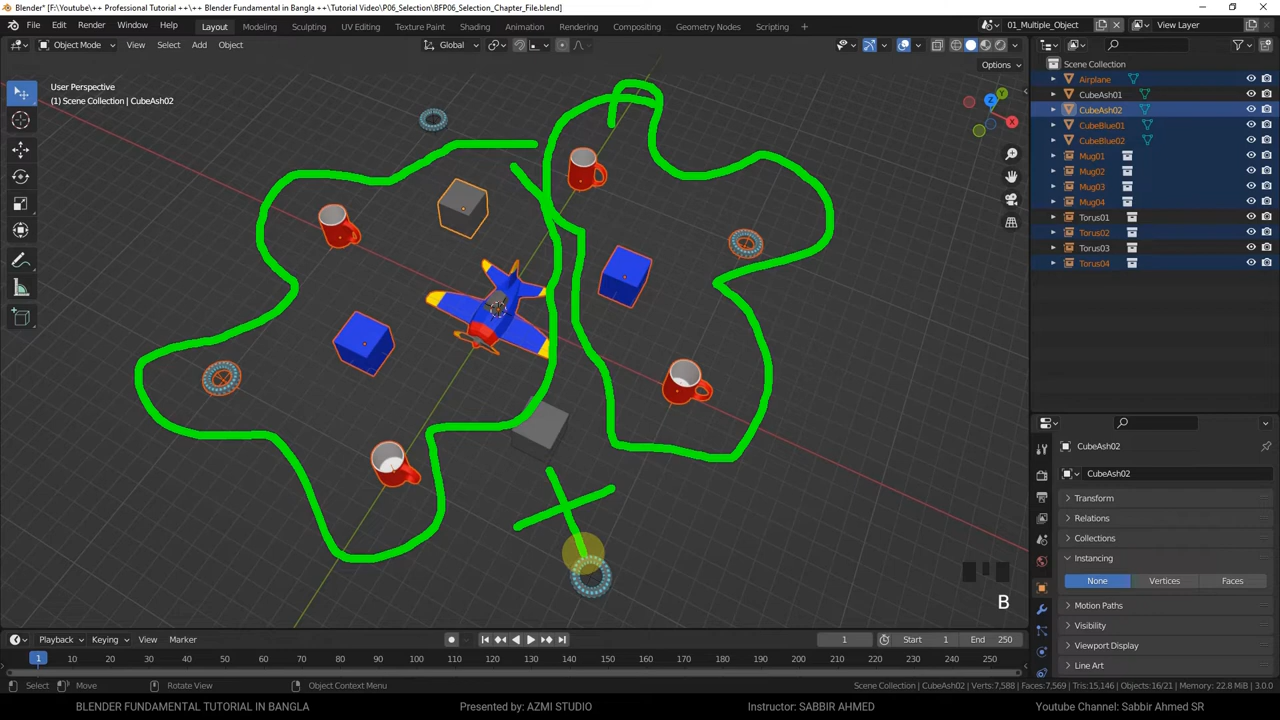 Blender* [F:\Youtube\++ Professional Tutorial ++\++ Blender Fundamental in Bangla ++\Tutorial Video\P06_Selection\BFP06_Selection_Chapter_File.blend]
File Edit Render Window Help Layout Modeling Sculpting UV Editing Texture Paint Shading Animation Rendering Compositing Geometry Nodes Scripting + 01_Multiple_Object View Layer
Object Mode View Select Add Object Global
Options
User Perspective
(1) Scene Collection | CubeAsh02
Z
Y
X
Scene Collection
Airplane
CubeAsh01
CubeAsh02
CubeBlue01
CubeBlue02
Mug01
Mug02
Mug03
Mug04
Torus01
Torus02
Torus03
Torus04
CubeAsh02
CubeAsh02
Transform
Relations
Collections
Instancing
None Vertices Faces
Motion Paths
Visibility
Viewport Display
Line Art
B
Playback Keying View Marker 1 Start 1 End 250
1 10 20 30 40 50 60 70 80 90 100 110 120 130 140 150 160 170 180 190 200 210 220 230 240 250
Select Move Rotate View Object Context Menu Scene Collection | CubeAsh02 | Verts:7,588 | Faces:7,569 | Tris:15,146 | Objects:16/21 | Memory: 22.8 MiB | 3.0.0
BLENDER FUNDAMENTAL TUTORIAL IN BANGLA Presented by: AZMI STUDIO Instructor: SABBIR AHMED Youtube Channel: Sabbir Ahmed SR